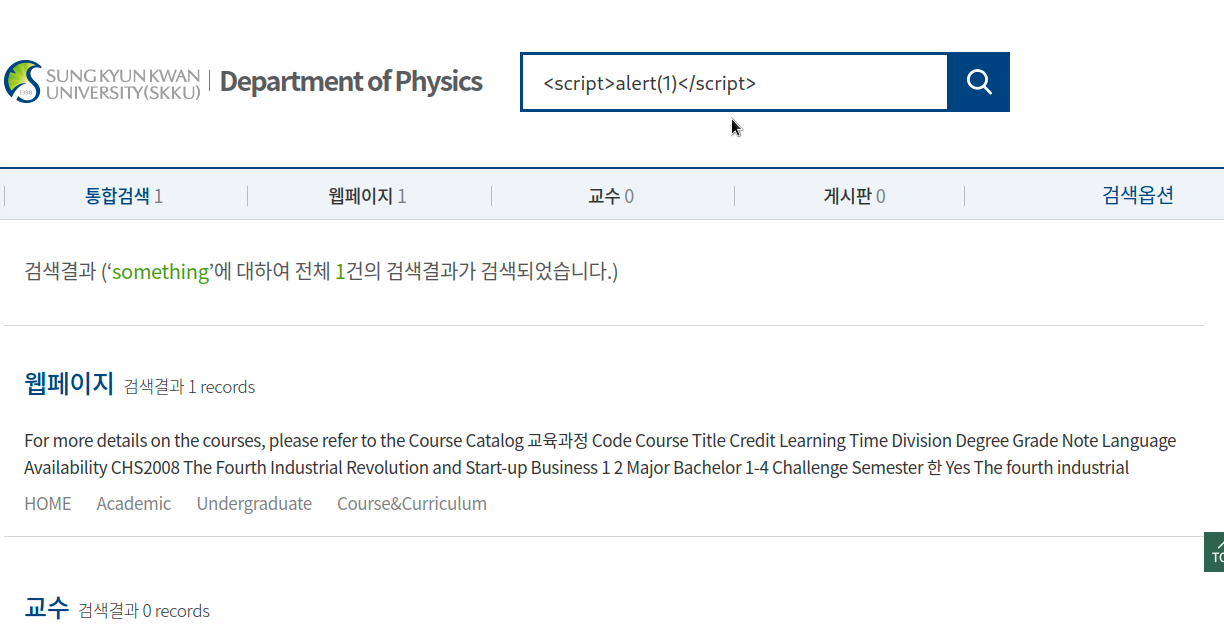 SUNG KYUN KWAN
UNIVERSITY(SKKU)
1398
Department of Physics
<script>alert(1)</script>
통합검색 1
웹페이지 1
교수 0
게시판 0
검색옵션
검색결과 (‘something’에 대하여 전체 1건의 검색결과가 검색되었습니다.)
웹페이지 검색결과 1 records
For more details on the courses, please refer to the Course Catalog 교육과정 Code Course Title Credit Learning Time Division Degree Grade Note Language
Availability CHS2008 The Fourth Industrial Revolution and Start-up Business 1 2 Major Bachelor 1-4 Challenge Semester 한 Yes The fourth industrial
HOME Academic Undergraduate Course&Curriculum
교수 검색결과 0 records